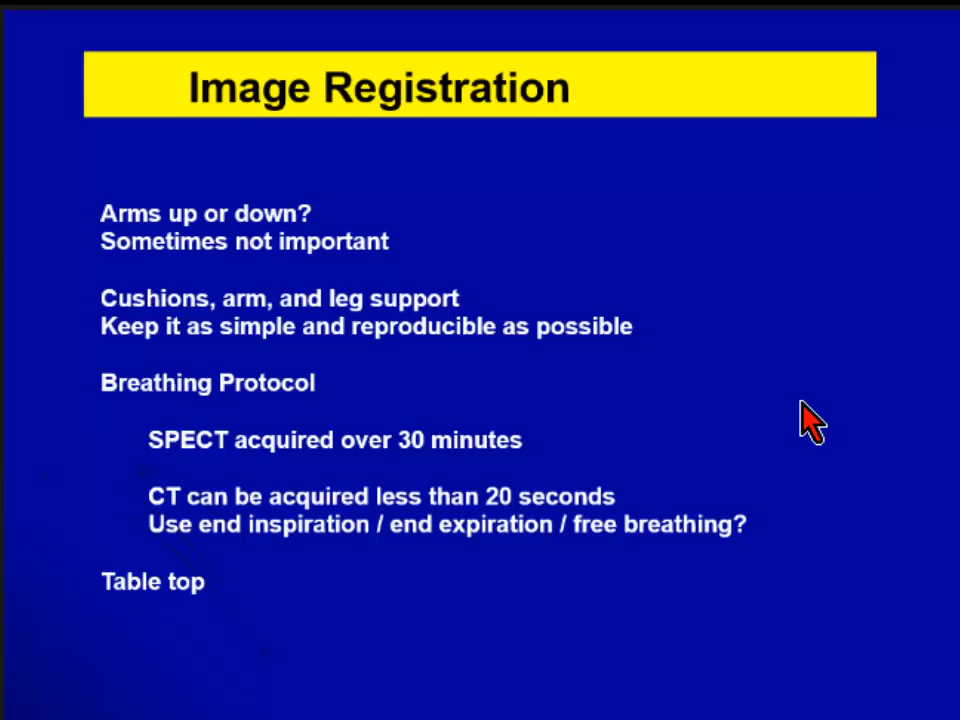 Image Registration
Arms up or down?
Sometimes not important
Cushions, arm, and leg support
Keep it as simple and reproducible as possible
Breathing Protocol
SPECT acquired over 30 minutes
CT can be acquired less than 20 seconds
Use end inspiration / end expiration / free breathing?
Table top